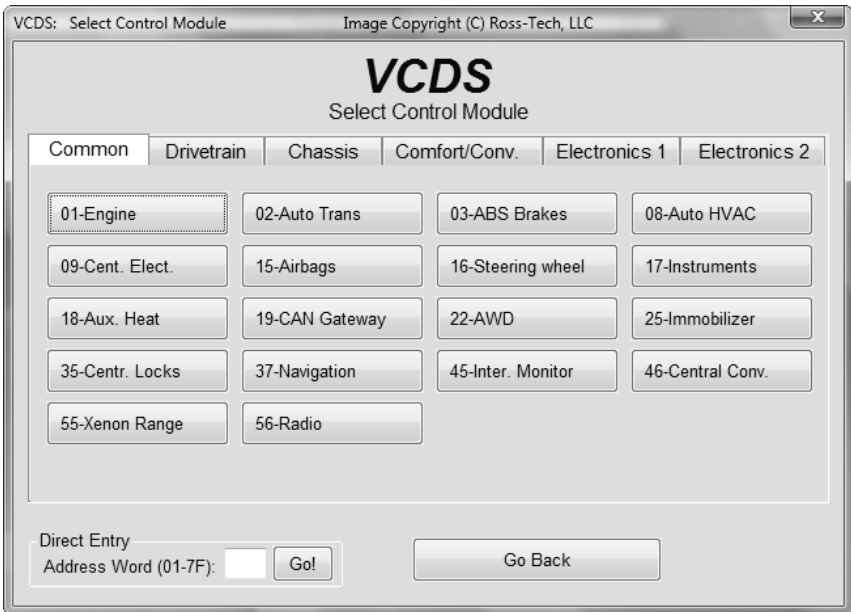 VCDS: Select Control Module Image Copyright (C) Ross-Tech, LLC x
VCDS
Select Control Module
Common Drivetrain Chassis Comfort/Conv. Electronics 1 Electronics 2
01-Engine 02-Auto Trans 03-ABS Brakes 08-Auto HVAC
09-Cent. Elect. 15-Airbags 16-Steering wheel 17-Instruments
18-Aux. Heat 19-CAN Gateway 22-AWD 25-Immobilizer
35-Centr. Locks 37-Navigation 45-Inter. Monitor 46-Central Conv.
55-Xenon Range 56-Radio
Direct Entry
Address Word (01-7F): Go! Go Back